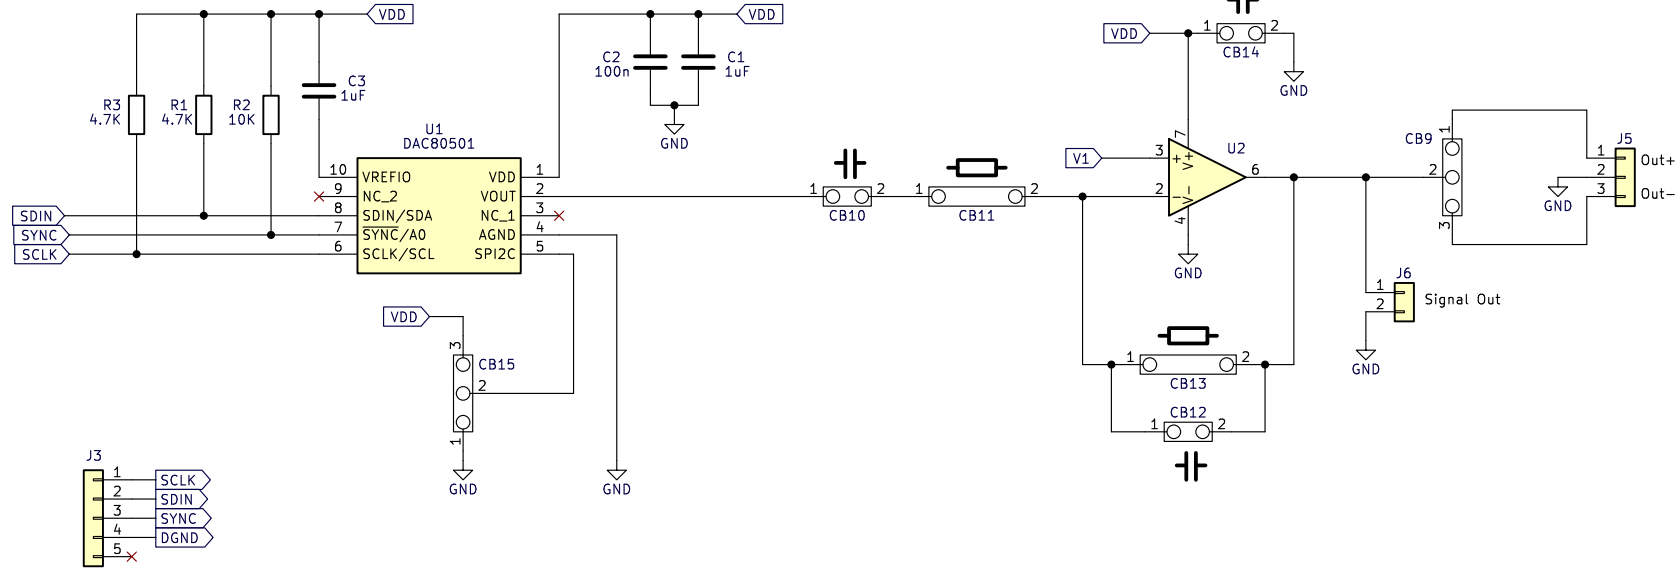 VDD
VDD
VDD
1
2
CB14
GND
C2
100n
C1
1uF
GND
C3
1uF
R3
4.7K
R1
4.7K
R2
10K
U1
DAC80501
10 VREFIO
9 NC_2
8 SDIN/SDA
7 SYNC/A0
6 SCLK/SCL
VDD 1
VOUT 2
NC_1 3
AGND 4
SPI2C 5
SDIN
SYNC
SCLK
1
2
CB10
1
2
CB11
V1
3
+
V+
7
U2
6
2
-
V-
4
GND
CB9
1
2
3
J5
1
Out+
2
GND
3
Out-
J6
1
2
Signal Out
GND
VDD
3
CB15
2
1
GND
GND
1
2
CB13
CB12
1
2
J3
1 SCLK
2 SDIN
3 SYNC
4 DGND
5